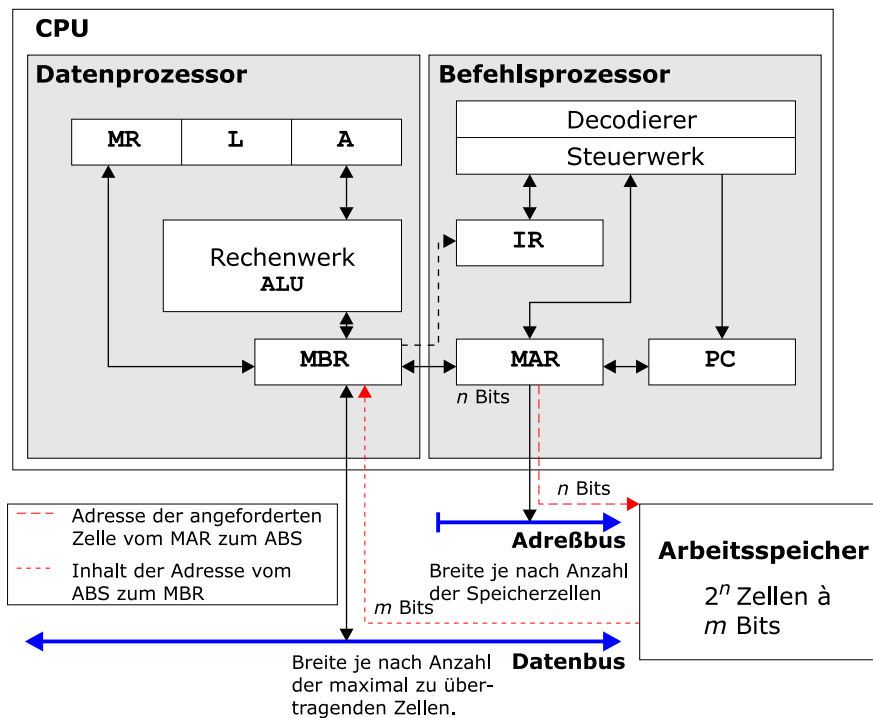 CPU
Datenprozessor
Befehlsprozessor
MR
L
A
Decodierer
Steuerwerk
Rechenwerk
ALU
IR
MBR
MAR
PC
n Bits
n Bits
Adresse der angeforderten
Zelle vom MAR zum ABS
Inhalt der Adresse vom
ABS zum MBR
Adreßbus
Breite je nach Anzahl
der Speicherzellen
Arbeitsspeicher
2ⁿ Zellen à
m Bits
m Bits
Datenbus
Breite je nach Anzahl
der maximal zu über-
tragenden Zellen.